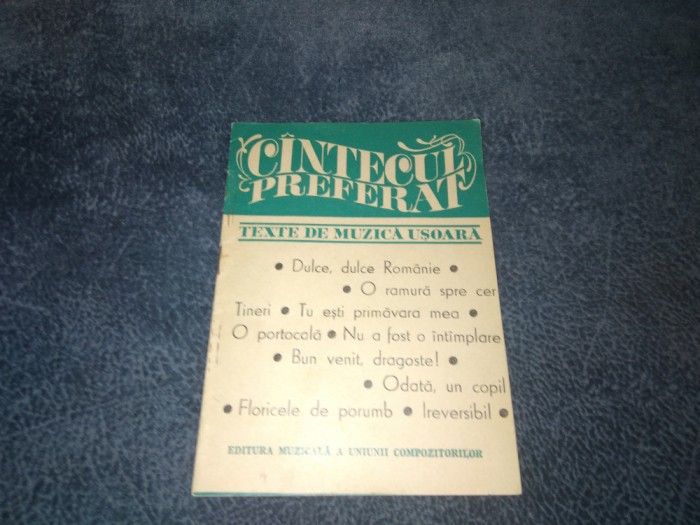 CÎNTECUL
PREFERAT
TEXTE DE MUZICĂ UȘOARĂ
• Dulce, dulce Românie •
• O ramură spre cer
Tineri • Tu ești primăvara mea •
O portocală • Nu a fost o întîmplare
• Bun venit, dragoste! •
• Odată, un copil
• Floricele de porumb • Ireversibil •
EDITURA MUZICALĂ A UNIUNII COMPOZITORILOR